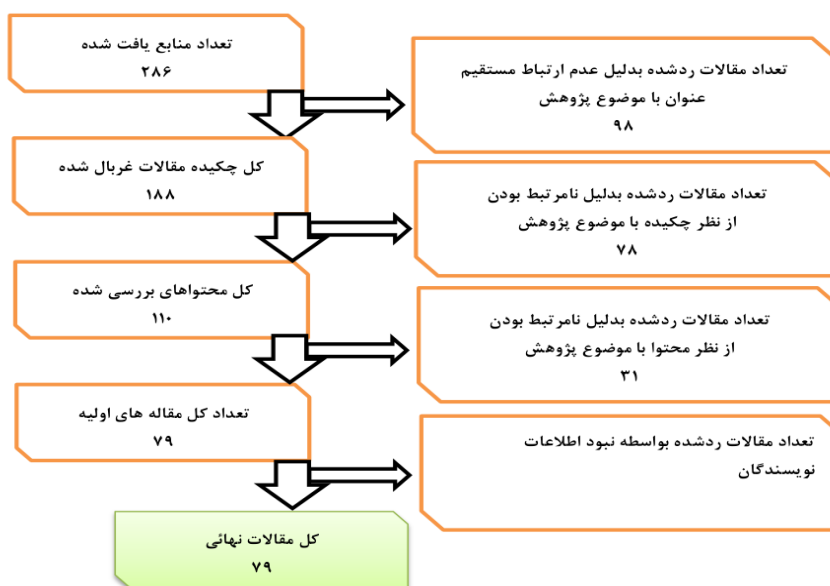 تعداد منابع یافت شده
۲۸۶
تعداد مقالات ردشده بدلیل عدم ارتباط مستقیم
عنوان با موضوع پژوهش
۹۸
کل چکیده مقالات غربال شده
۱۸۸
تعداد مقالات ردشده بدلیل نامرتبط بودن
از نظر چکیده با موضوع پژوهش
۷۸
کل محتواهای بررسی شده
۱۱۰
تعداد مقالات ردشده بدلیل نامرتبط بودن
از نظر محتوا با موضوع پژوهش
۳۱
تعداد کل مقاله های اولیه
۷۹
تعداد مقالات ردشده بواسطه نبود اطلاعات
نویسندگان
کل مقالات نهائی
۷۹